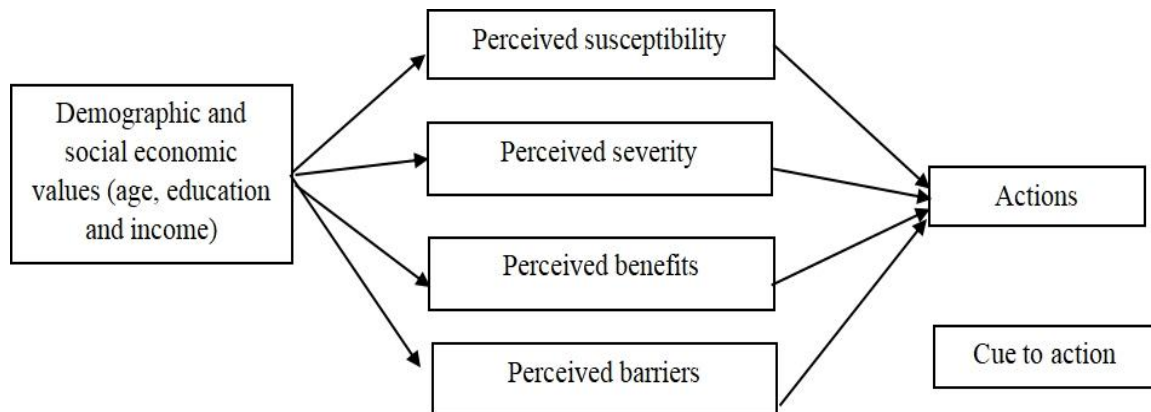 Demographic and
social economic
values (age, education
and income)
Perceived susceptibility
Perceived severity
Perceived benefits
Perceived barriers
Actions
Cue to action